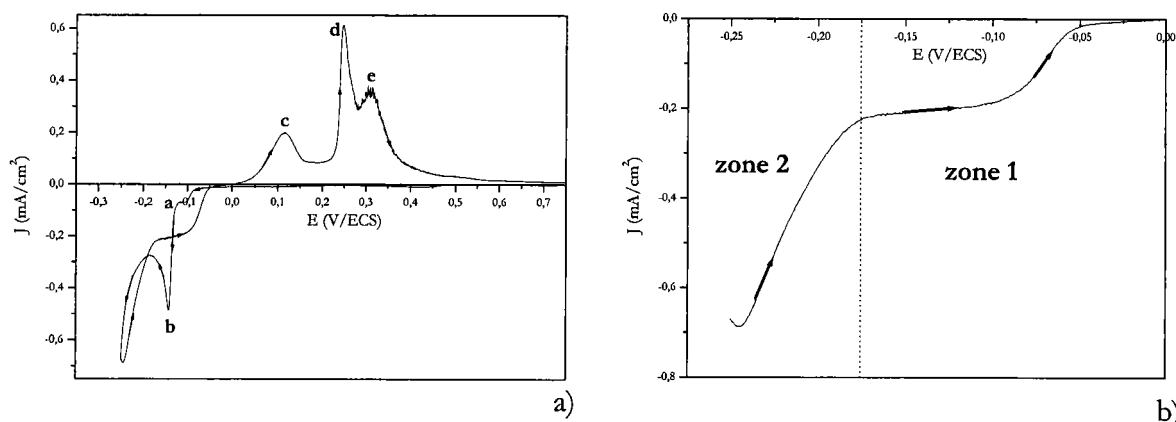 0,6
0,4
0,2
0,0
-0,2
-0,4
-0,6
J (mA/cm²)
-0,3 -0,2 -0,1 0,0 0,1 0,2 0,3 0,4 0,5 0,6 0,7
E (V/ECS)
a
b
c
d
e
a)
0,0
-0,2
-0,4
-0,6
-0,8
J (mA/cm²)
-0,25 -0,20 -0,15 -0,10 -0,05 0,00
E (V/ECS)
zone 2
zone 1
b)